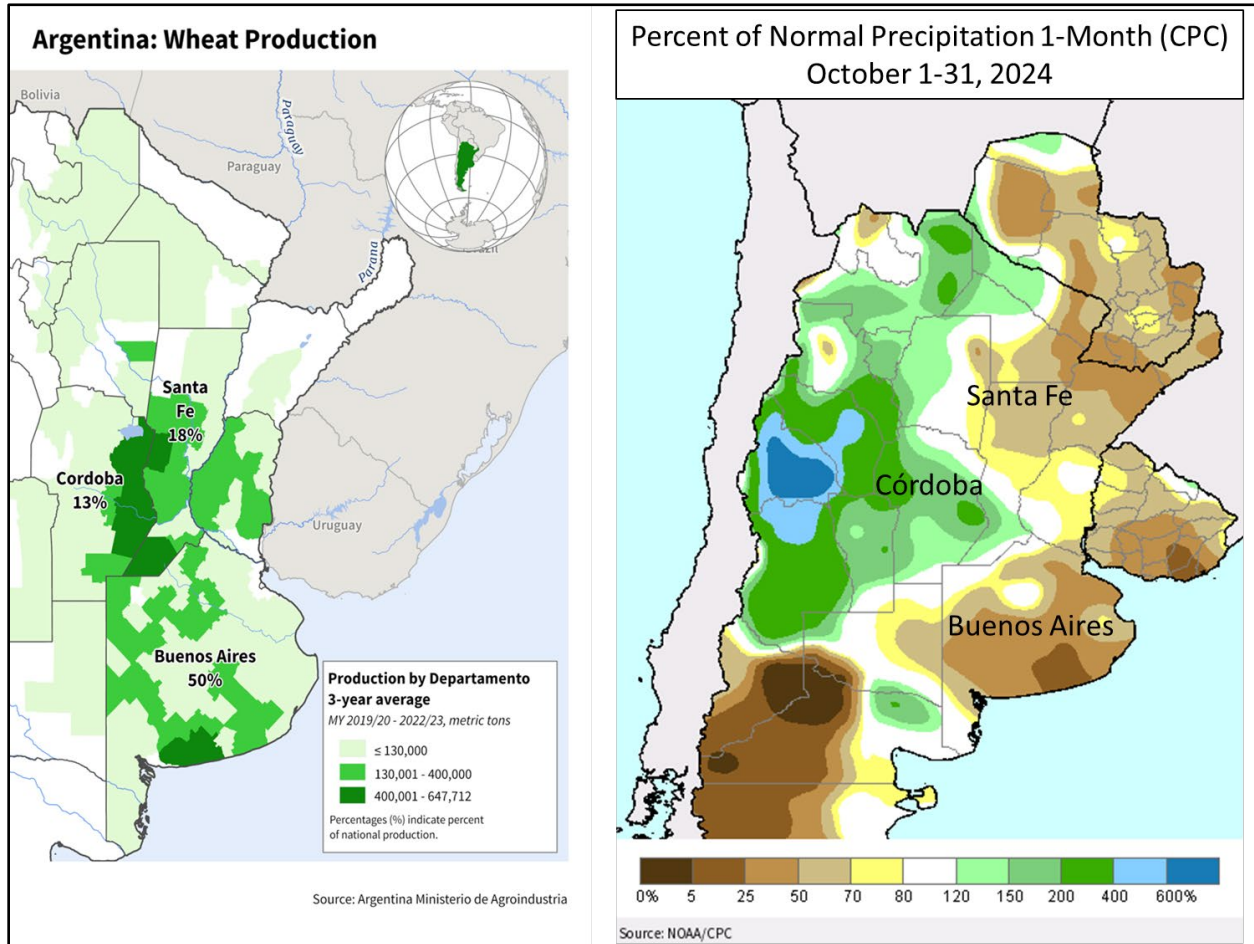 Argentina: Wheat Production
Bolivia
Paraguay
Paraguay
Parana
Santa
Fe
18%
Cordoba
13%
Uruguay
Buenos Aires
50%
Production by Departamento
3-year average
MY 2019/20 - 2022/23, metric tons
≤ 130,000
130,001 - 400,000
400,001 - 647,712
Percentages (%) indicate percent
of national production.
Source: Argentina Ministerio de Agroindustria
Percent of Normal Precipitation 1-Month (CPC)
October 1-31, 2024
Santa Fe
Córdoba
Buenos Aires
0% 5 25 50 70 80 120 150 200 400 600%
Source: NOAA/CPC